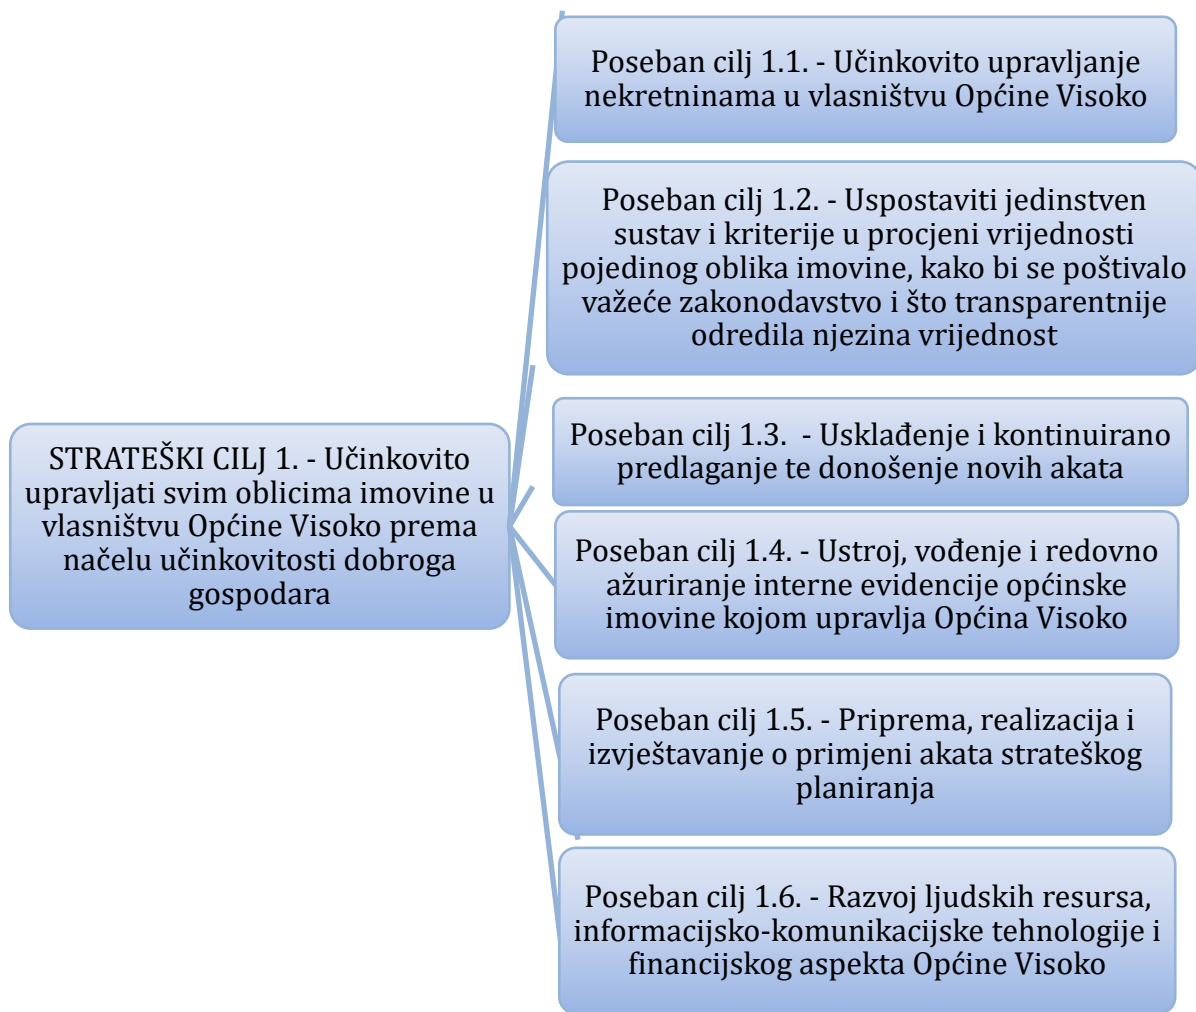 Poseban cilj 1.1. - Učinkovito upravljanje
nekretninama u vlasništvu Općine Visoko
Poseban cilj 1.2. - Uspostaviti jedinstven
sustav i kriterije u procjeni vrijednosti
pojedinog oblika imovine, kako bi se poštivalo
važeće zakonodavstvo i što transparentnije
odredila njezina vrijednost
STRATEŠKI CILJ 1. - Učinkovito
upravljati svim oblicima imovine u
vlasništvu Općine Visoko prema
načelu učinkovitosti dobroga
gospodara
Poseban cilj 1.3. - Usklađenje i kontinuirano
predlaganje te donošenje novih akata
Poseban cilj 1.4. - Ustroj, vođenje i redovno
ažuriranje interne evidencije općinske
imovine kojom upravlja Općina Visoko
Poseban cilj 1.5. - Priprema, realizacija i
izvještavanje o primjeni akata strateškog
planiranja
Poseban cilj 1.6. - Razvoj ljudskih resursa,
informacijsko-komunikacijske tehnologije i
financijskog aspekta Općine Visoko